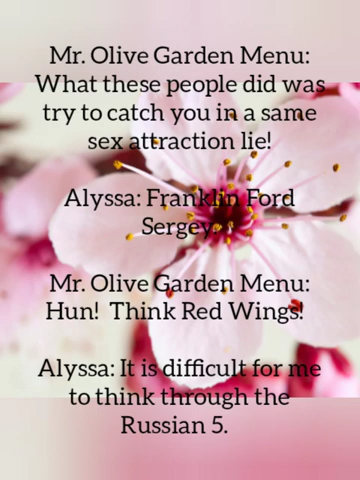 Mr. Olive Garden Menu:
What these people did was
try to catch you in a same
sex attraction lie!
Alyssa: Franklin Ford
Sergey.
Mr. Olive Garden Menu:
Hun! Think Red Wings!
Alyssa: It is difficult for me
to think through the
Russian 5.